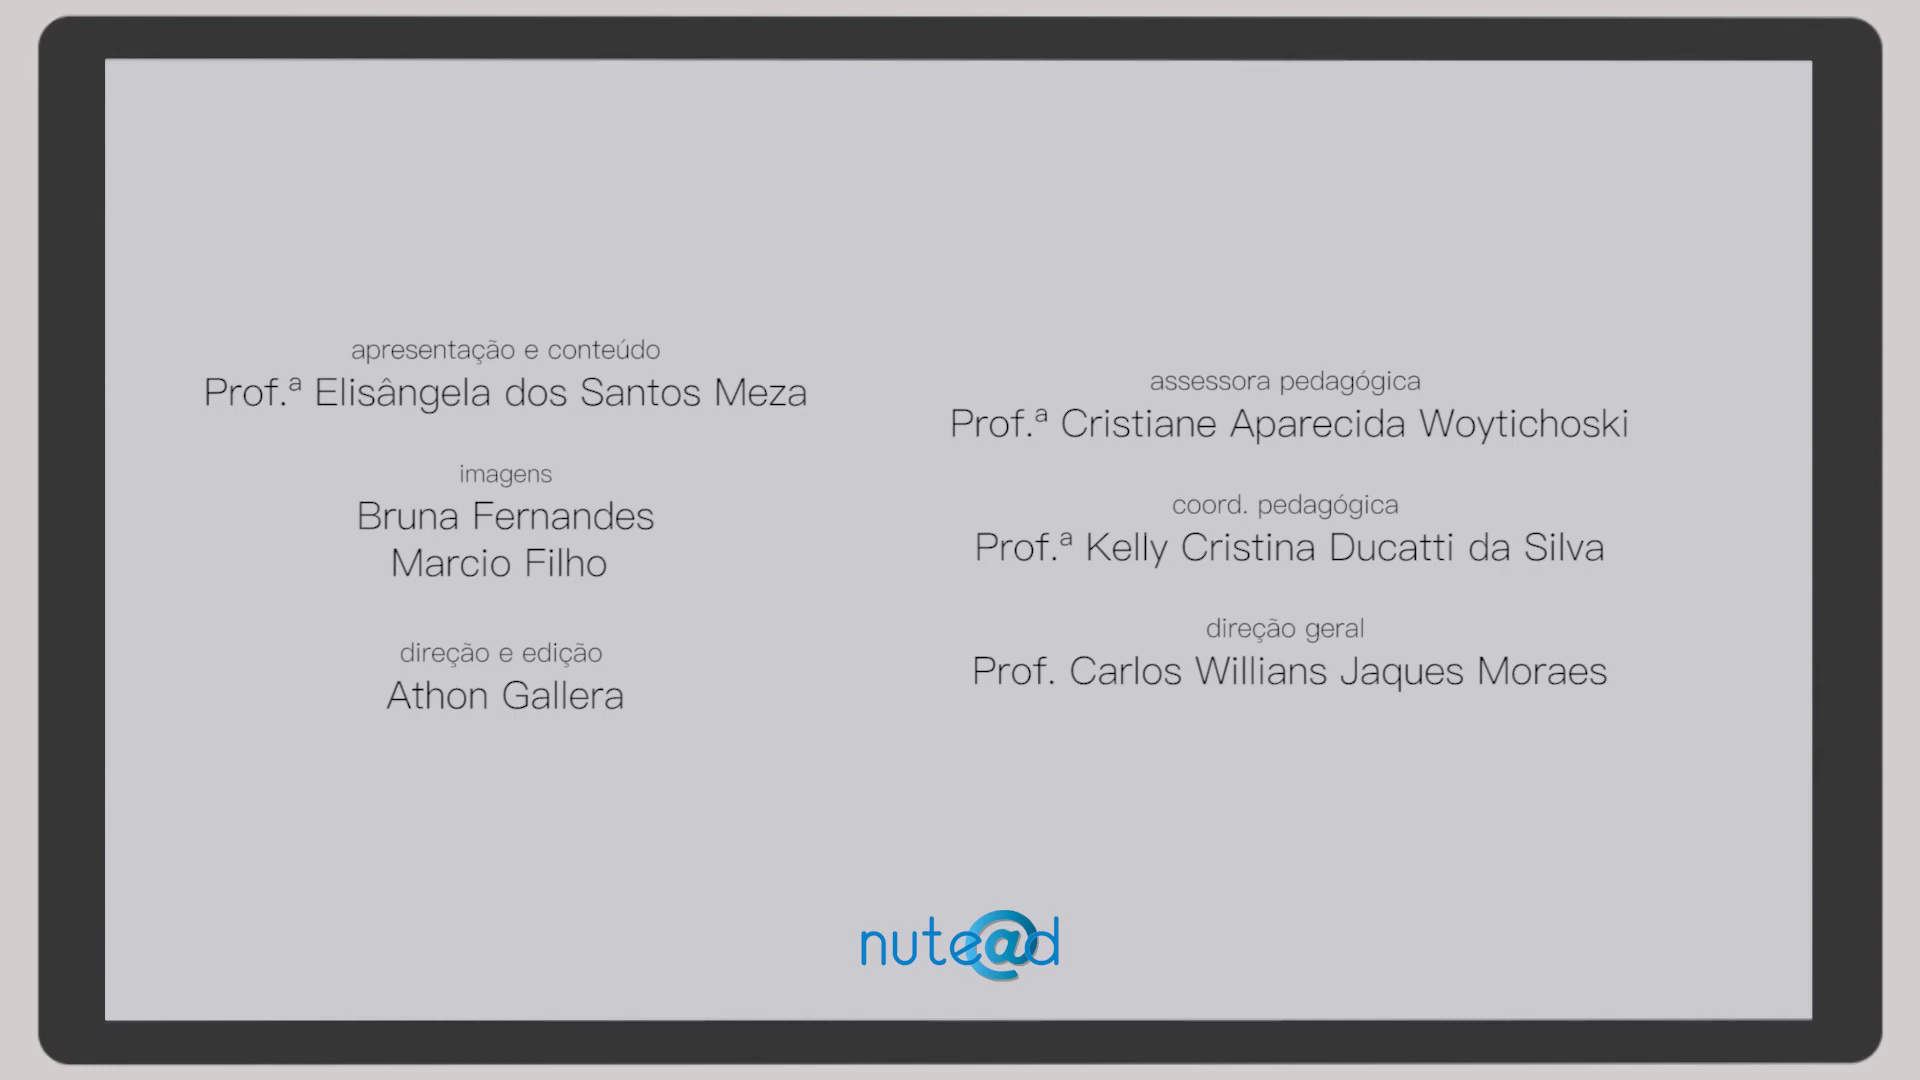 apresentação e conteúdo
Prof.ª Elisângela dos Santos Meza
imagens
Bruna Fernandes
Marcio Filho
direção e edição
Athon Gallera
assessora pedagógica
Prof.ª Cristiane Aparecida Woytichoski
coord. pedagógica
Prof.ª Kelly Cristina Ducatti da Silva
direção geral
Prof. Carlos Willians Jaques Moraes
nute@d